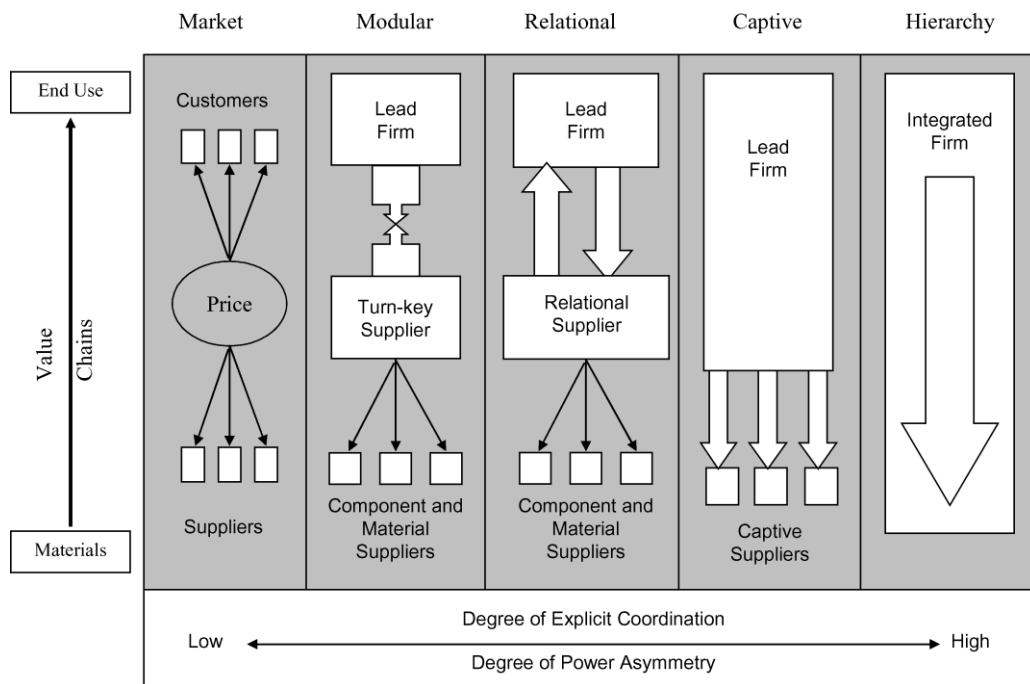 Market
Modular
Relational
Captive
Hierarchy
End Use
Value
Chains
Materials
Customers
Price
Suppliers
Lead
Firm
Turn-key
Supplier
Component and
Material
Suppliers
Lead
Firm
Relational
Supplier
Component and
Material
Suppliers
Lead
Firm
Captive
Suppliers
Integrated
Firm
Degree of Explicit Coordination
Low
High
Degree of Power Asymmetry